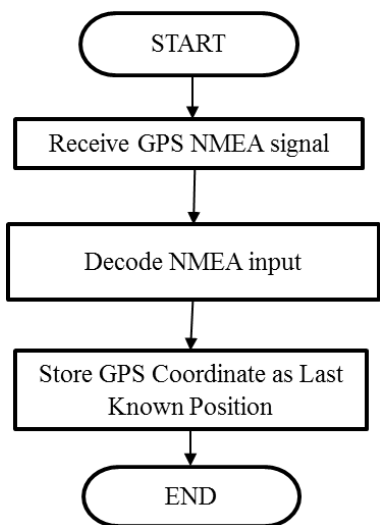 START
Receive GPS NMEA signal
Decode NMEA input
Store GPS Coordinate as Last
Known Position
END